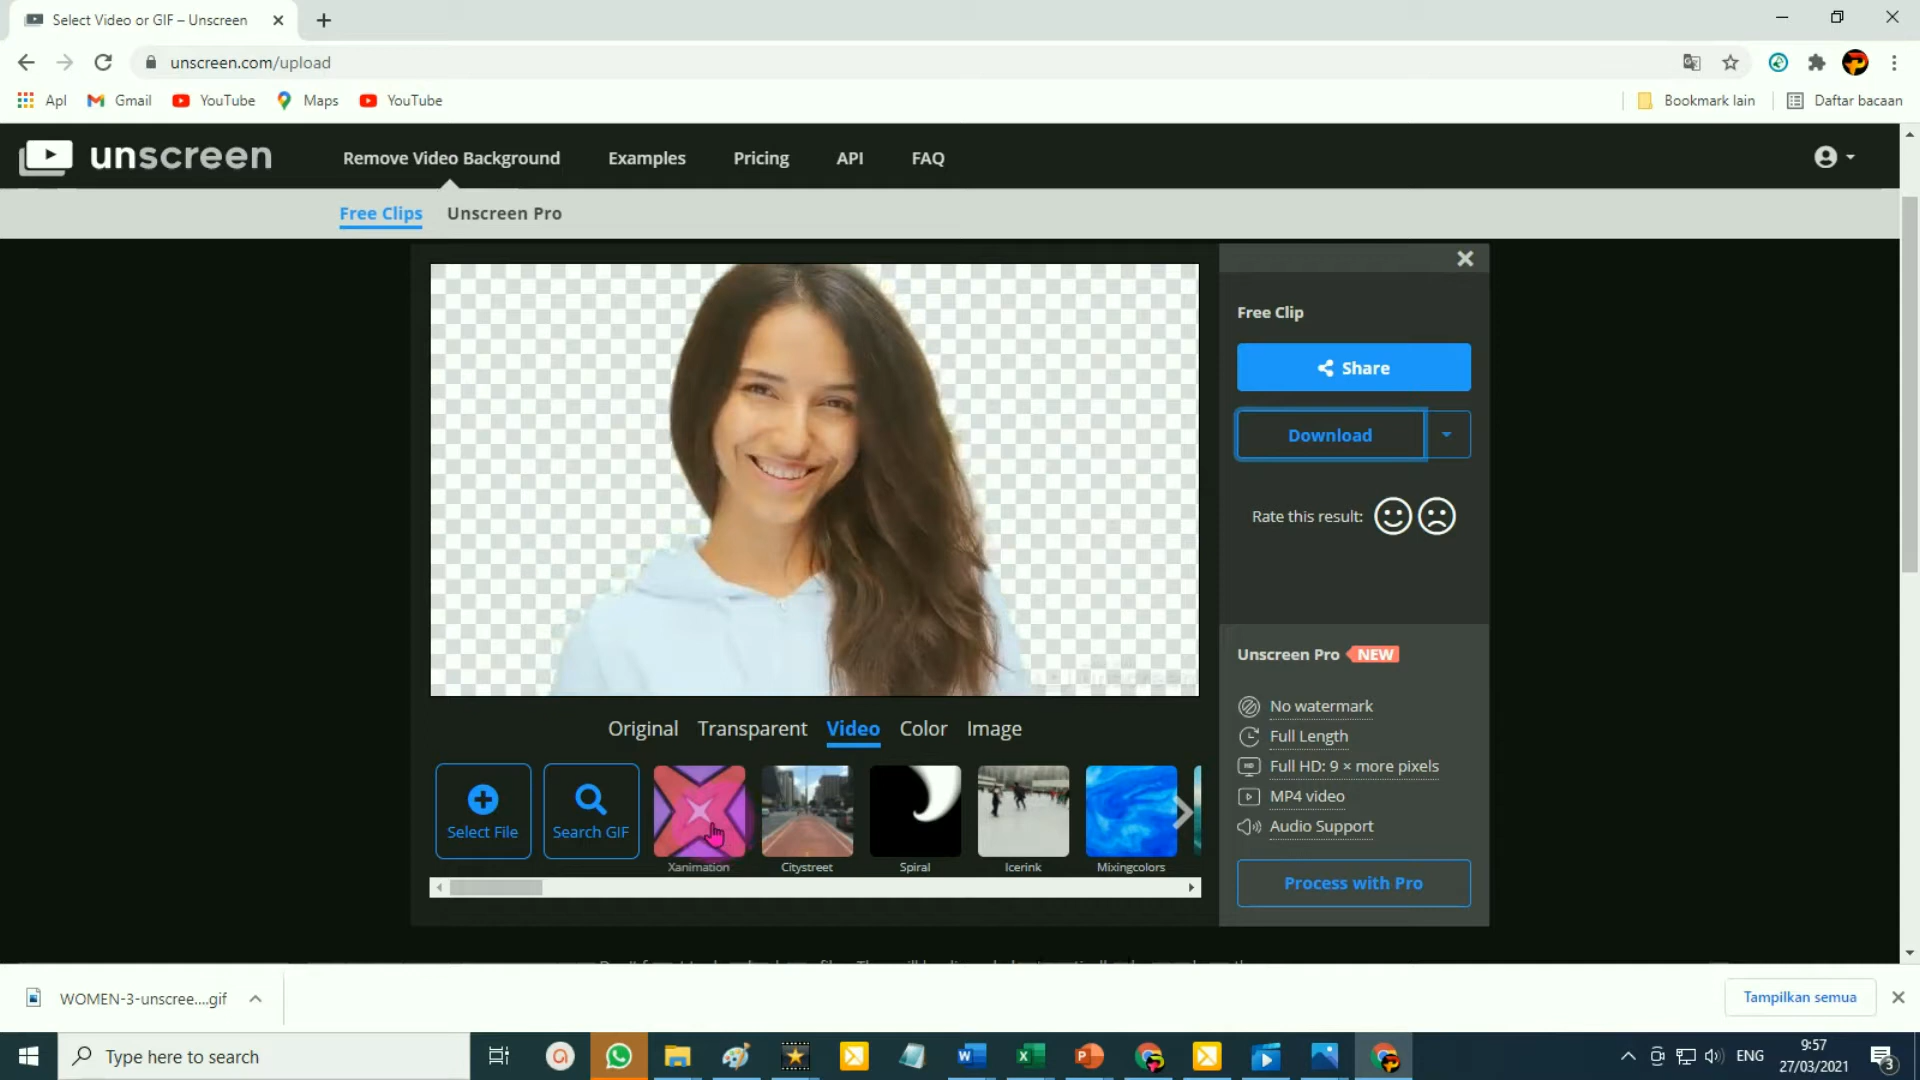 Select Video or GIF – Unscreen
unscreen.com/upload
Apl
Gmail
YouTube
Maps
YouTube
Bookmark lain
Daftar bacaan
unscreen
Remove Video Background
Examples
Pricing
API
FAQ
Free Clips
Unscreen Pro
Free Clip
Share
Download
Rate this result:
Unscreen Pro NEW
No watermark
Full Length
HD Full HD: 9 × more pixels
MP4 video
Audio Support
Process with Pro
unscreen
Original
Transparent
Video
Color
Image
Select File
Search GIF
Xanimation
Citystreet
Spiral
Icerink
Mixingcolors
WOMEN-3-unscree....gif
Tampilkan semua
Type here to search
ENG
9:57
27/03/2021
3